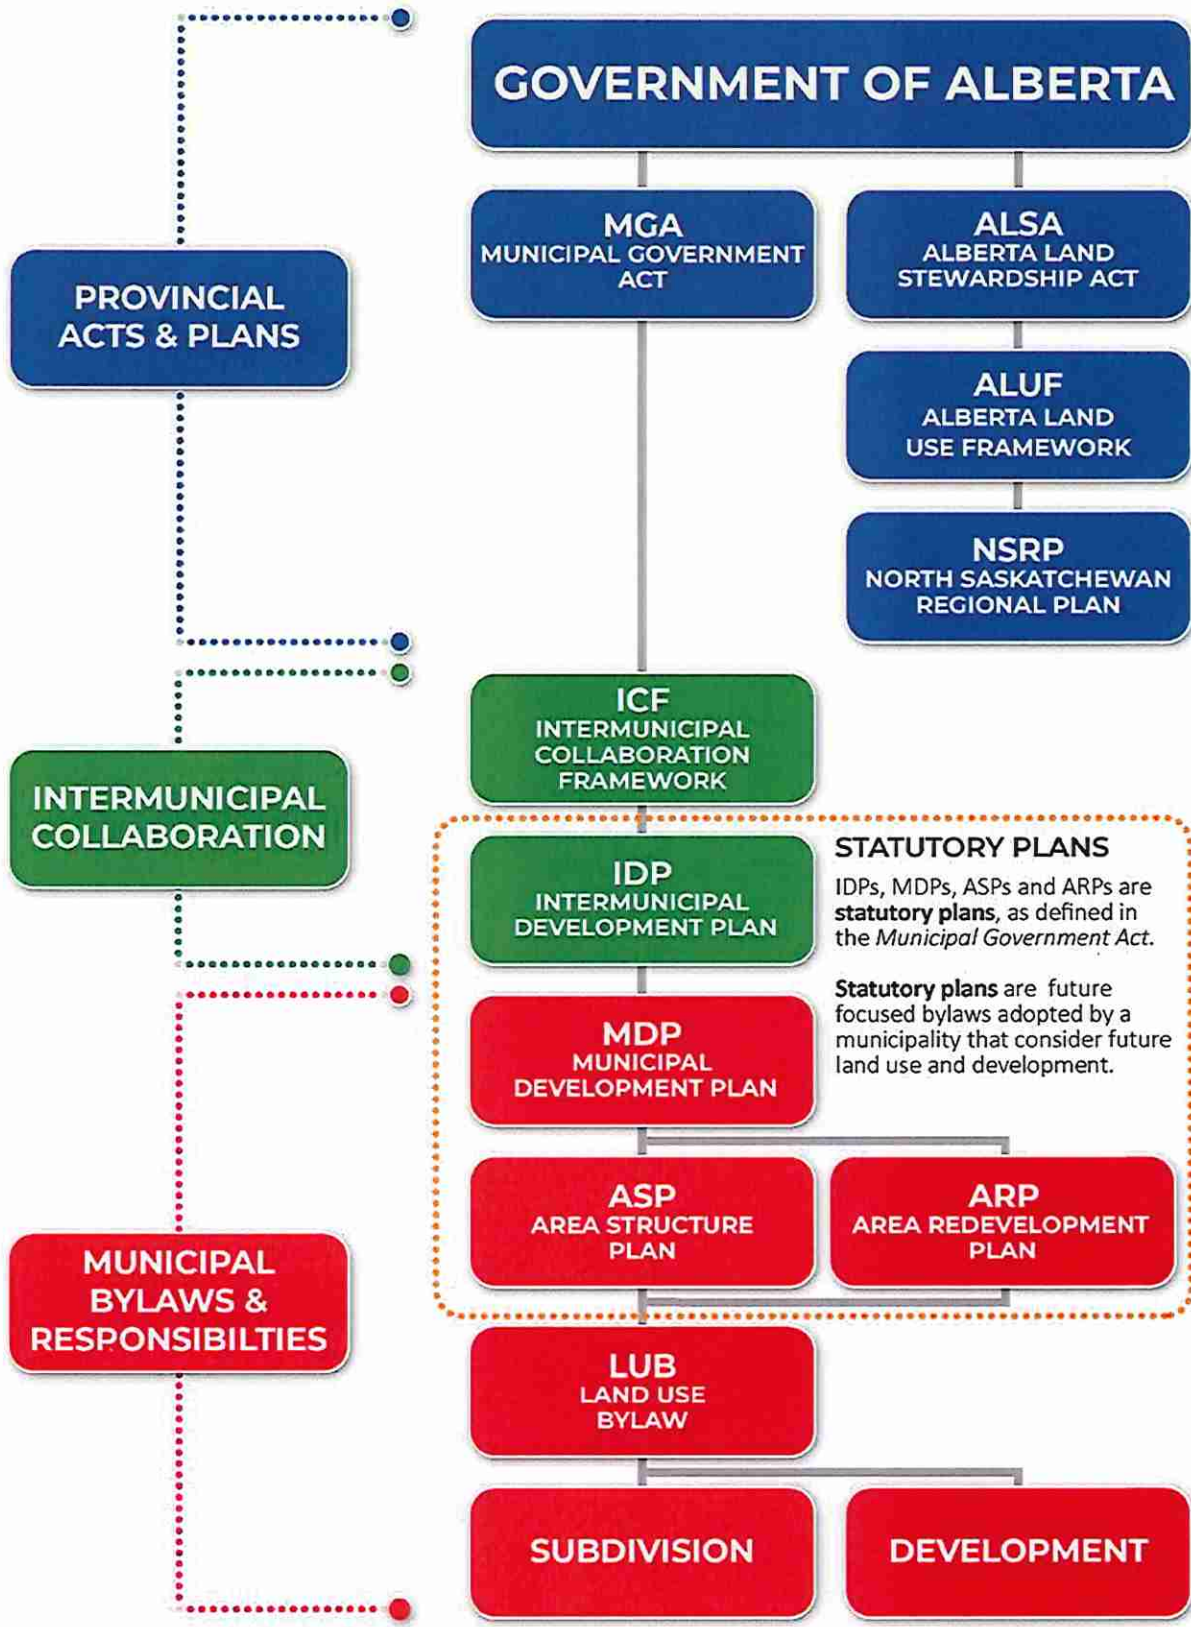 GOVERNMENT OF ALBERTA
MGA
MUNICIPAL GOVERNMENT
ACT
ALSA
ALBERTA LAND
STEWARDSHIP ACT
PROVINCIAL
ACTS & PLANS
ALUF
ALBERTA LAND
USE FRAMEWORK
NSRP
NORTH SASKATCHEWAN
REGIONAL PLAN
ICF
INTERMUNICIPAL
COLLABORATION
FRAMEWORK
INTERMUNICIPAL
COLLABORATION
IDP
INTERMUNICIPAL
DEVELOPMENT PLAN
STATUTORY PLANS
IDPs, MDPs, ASPs and ARPs are
statutory plans, as defined in
the Municipal Government Act.
Statutory plans are future
focused bylaws adopted by a
municipality that consider future
land use and development.
MDP
MUNICIPAL
DEVELOPMENT PLAN
ASP
AREA STRUCTURE
PLAN
ARP
AREA REDEVELOPMENT
PLAN
MUNICIPAL
BYLAWS &
RESPONSIBILTIES
LUB
LAND USE
BYLAW
SUBDIVISION
DEVELOPMENT